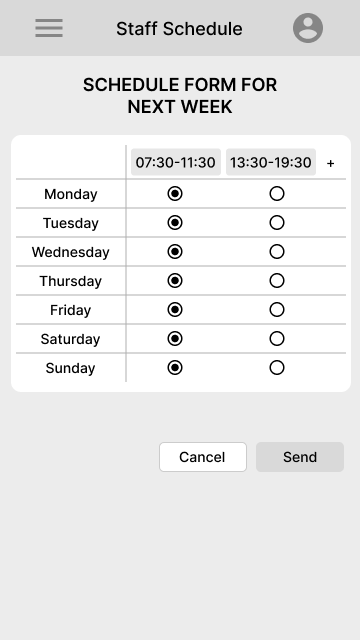 Staff Schedule
SCHEDULE FORM FOR
NEXT WEEK
07:30-11:30 13:30-19:30 +
Monday
Tuesday
Wednesday
Thursday
Friday
Saturday
Sunday
Cancel Send